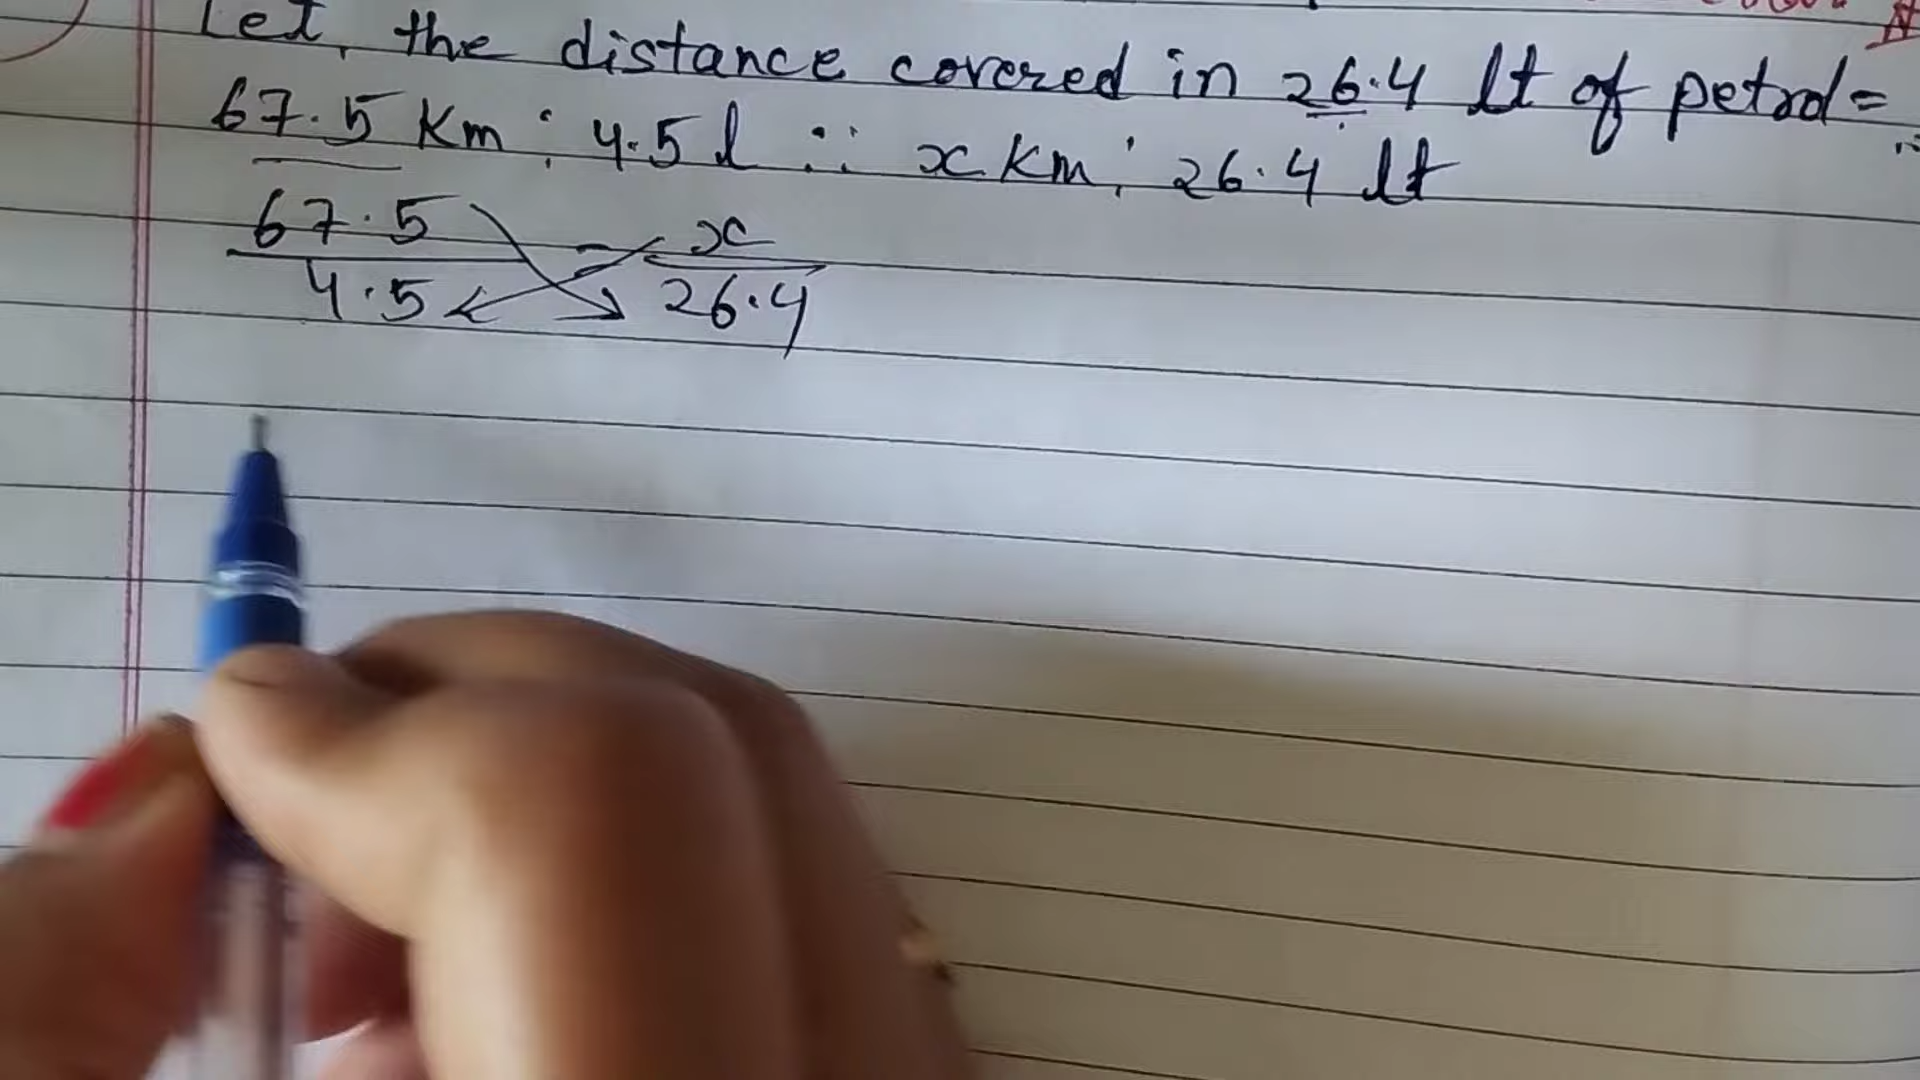 Let, the distance covered in 26.4 lt of petrol =
67.5 Km : 4.5 l :: x Km : 26.4 lt
67.5 = x
4.5 26.4